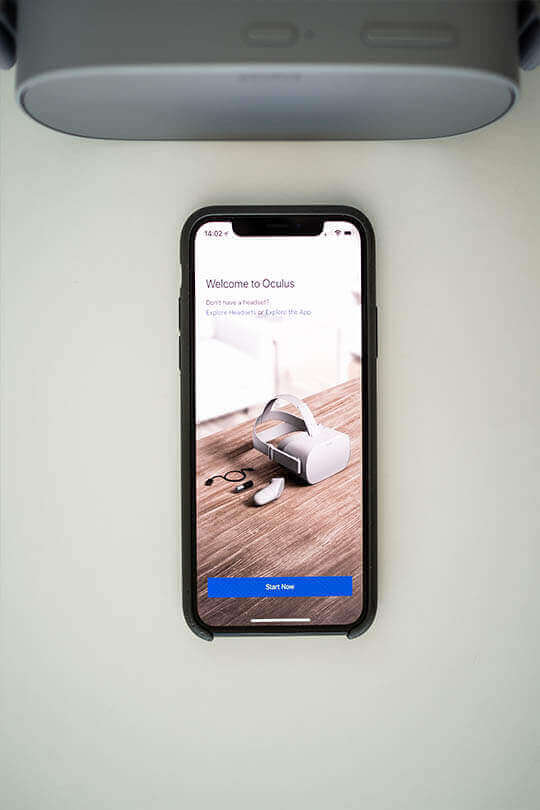 14:02
Welcome to Oculus
Don't have a headset?
Explore Headsets or Explore the App
Start Now